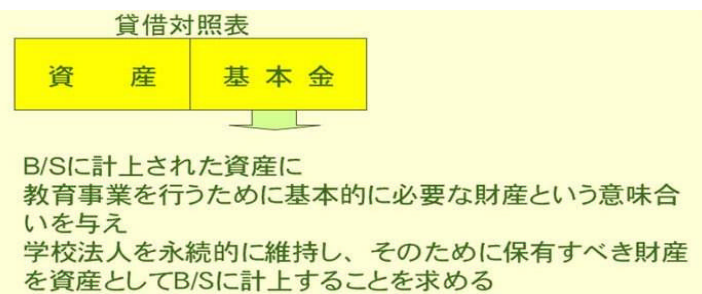 貸借対照表
資　産　基 本 金
B/Sに計上された資産に
教育事業を行うために基本的に必要な財産という意味合
いを与え
学校法人を永続的に維持し、そのために保有すべき財産
を資産としてB/Sに計上することを求める